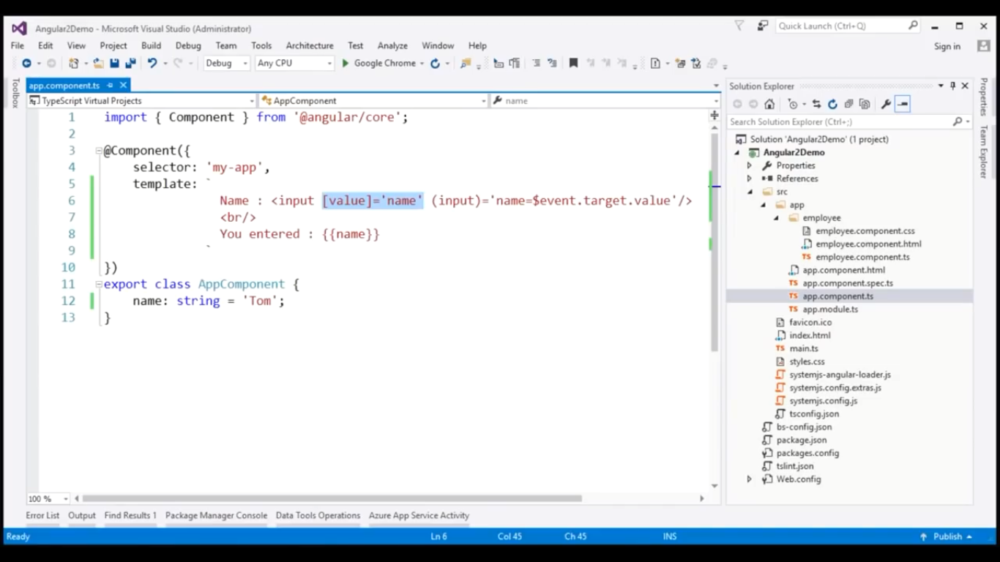 Angular2Demo - Microsoft Visual Studio (Administrator)
Quick Launch (Ctrl+Q)
File Edit View Project Build Debug Team Tools Architecture Test Analyze Window Help
Sign in
Debug Any CPU Google Chrome
Toolbox
app.component.ts
TypeScript Virtual Projects AppComponent name
1 import { Component } from '@angular/core';
2
3 @Component({
4 selector: 'my-app',
5 template: `
6 Name : <input [value]='name' (input)='name=$event.target.value'/>
7 <br/>
8 You entered : {{name}}
9 `
10 })
11 export class AppComponent {
12 name: string = 'Tom';
13 }
100 %
Solution Explorer
Search Solution Explorer (Ctrl+;)
Solution 'Angular2Demo' (1 project)
Angular2Demo
Properties
References
src
app
employee
employee.component.css
employee.component.html
employee.component.ts
app.component.html
app.component.spec.ts
app.component.ts
app.module.ts
favicon.ico
index.html
main.ts
styles.css
systemjs-angular-loader.js
systemjs.config.extras.js
systemjs.config.js
tsconfig.json
bs-config.json
package.json
packages.config
tslint.json
Web.config
Properties
Team Explorer
Error List Output Find Results 1 Package Manager Console Data Tools Operations Azure App Service Activity
Ready Ln 6 Col 45 Ch 45 INS Publish